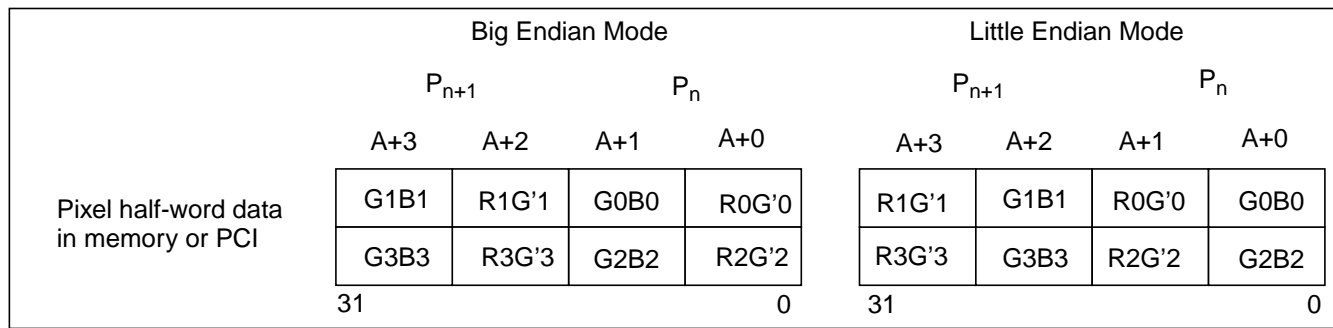 Big Endian Mode Little Endian Mode
Pn+1 Pn Pn+1 Pn
A+3 A+2 A+1 A+0 A+3 A+2 A+1 A+0
Pixel half-word data
in memory or PCI
G1B1 R1G'1 G0B0 R0G'0 R1G'1 G1B1 R0G'0 G0B0
G3B3 R3G'3 G2B2 R2G'2 R3G'3 G3B3 R2G'2 G2B2
31 0 31 0